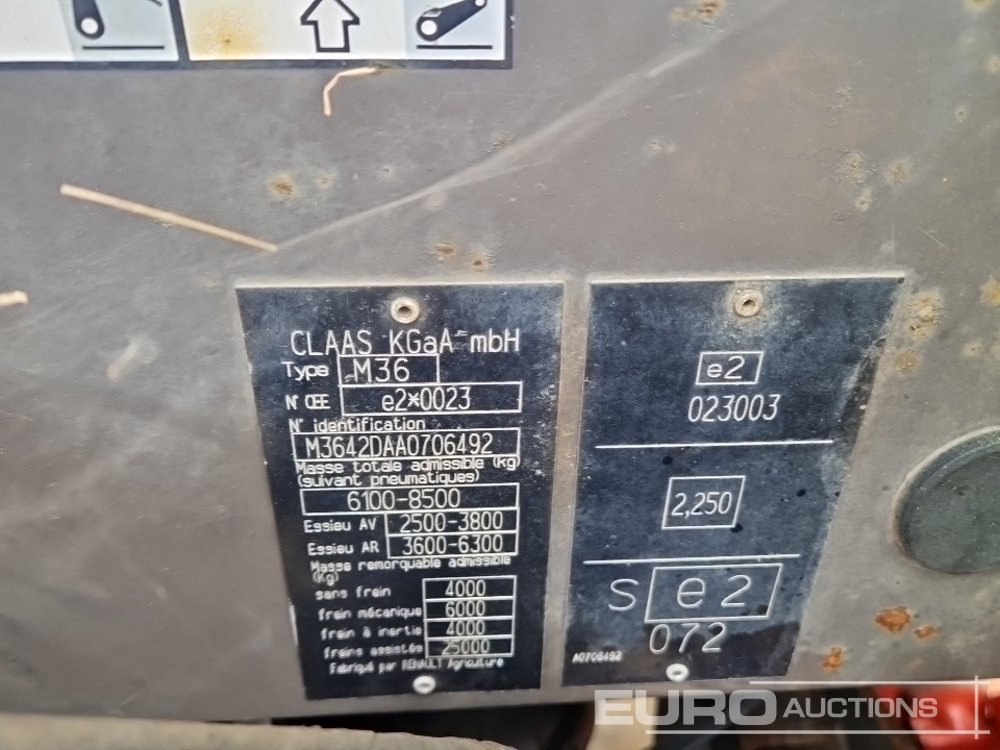 CLAAS KGaA mbH
Type M36
N° CEE e2*0023
N° identification
M3642DAA0706492
Masse totale admissible (kg)
(suivant pneumatiques)
6100-8500
Essieu AV 2500-3800
Essieu AR 3600-6300
Masse remorquable admissible
(Kg)
sans frein 4000
frein mécanique 6000
frein à inertie 4000
freins assistés 25000
Fabriqué par RENAULT Agriculture
e2
023003
2,250
S e2
072
A0706492
EURO AUCTIONS